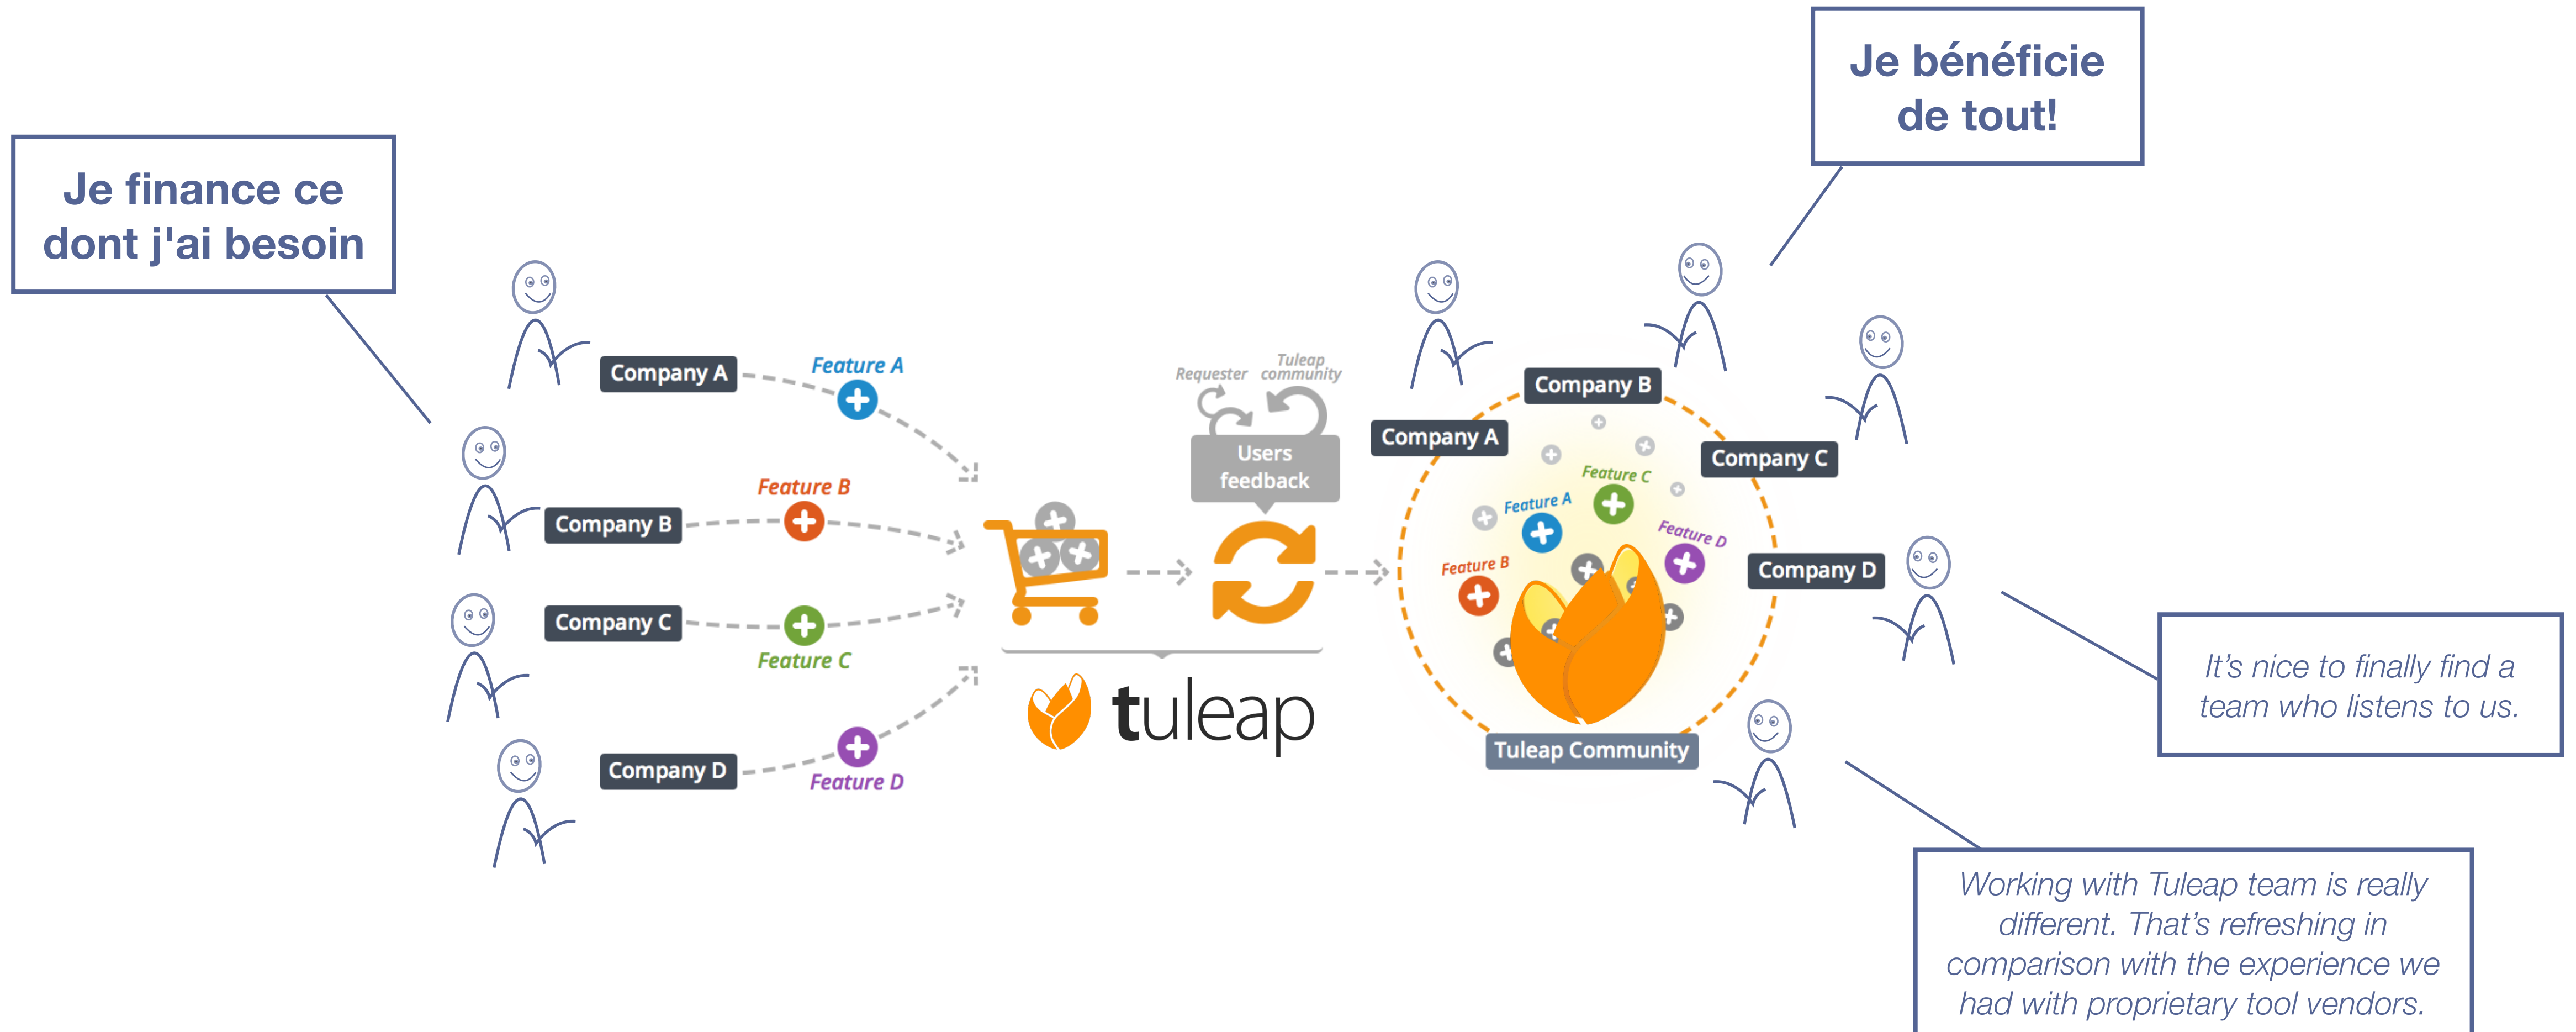 Je bénéficie
de tout!
Je finance ce
dont j'ai besoin
Company A
Feature A
Feature B
Company B
Company C
Feature C
Company D
Feature D
Requester
Tuleap
community
Users
feedback
tuleap
Company B
Company A
Company C
Feature C
Feature A
Feature D
Feature B
Company D
Tuleap Community
It’s nice to finally find a
team who listens to us.
Working with Tuleap team is really
different. That’s refreshing in
comparison with the experience we
had with proprietary tool vendors.